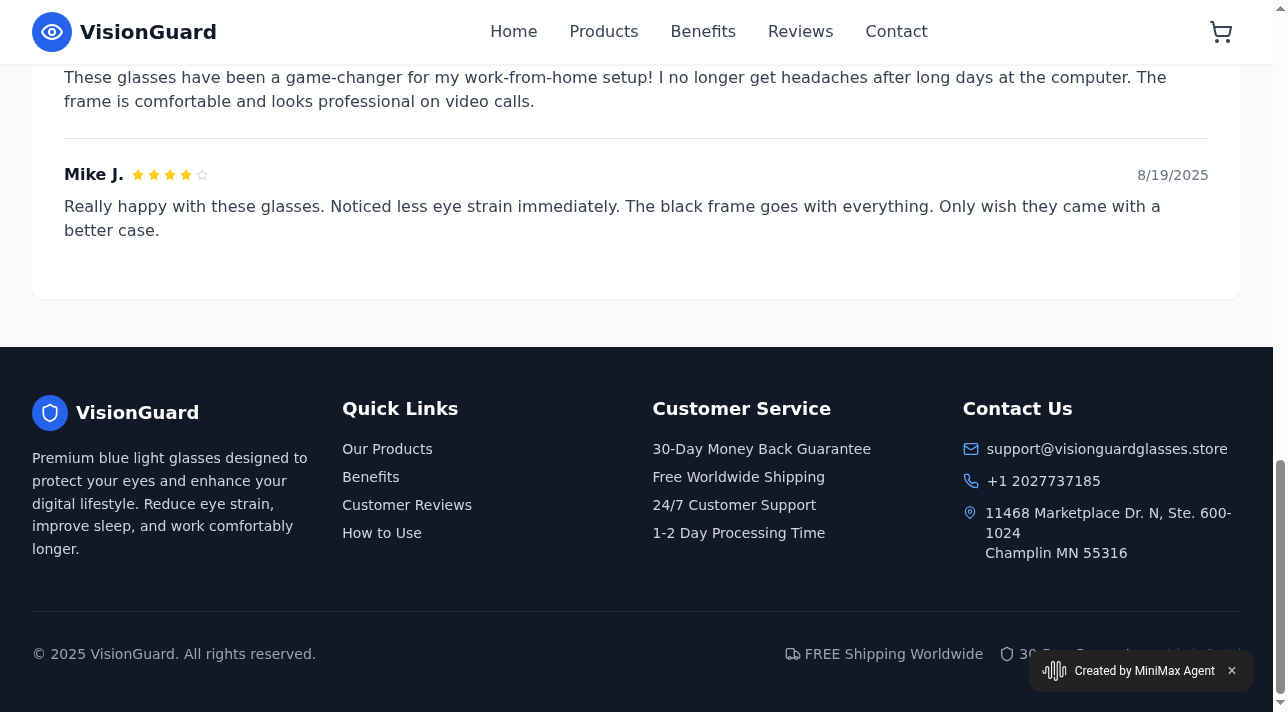 VisionGuard
Home
Products
Benefits
Reviews
Contact
These glasses have been a game-changer for my work-from-home setup! I no longer get headaches after long days at the computer. The
frame is comfortable and looks professional on video calls.
Mike J.
8/19/2025
Really happy with these glasses. Noticed less eye strain immediately. The black frame goes with everything. Only wish they came with a
better case.
VisionGuard
Premium blue light glasses designed to
protect your eyes and enhance your
digital lifestyle. Reduce eye strain,
improve sleep, and work comfortably
longer.
Quick Links
Our Products
Benefits
Customer Reviews
How to Use
Customer Service
30-Day Money Back Guarantee
Free Worldwide Shipping
24/7 Customer Support
1-2 Day Processing Time
Contact Us
support@visionguardglasses.store
+1 2027737185
11468 Marketplace Dr. N, Ste. 600-
1024
Champlin MN 55316
© 2025 VisionGuard. All rights reserved.
FREE Shipping Worldwide
Created by MiniMax Agent